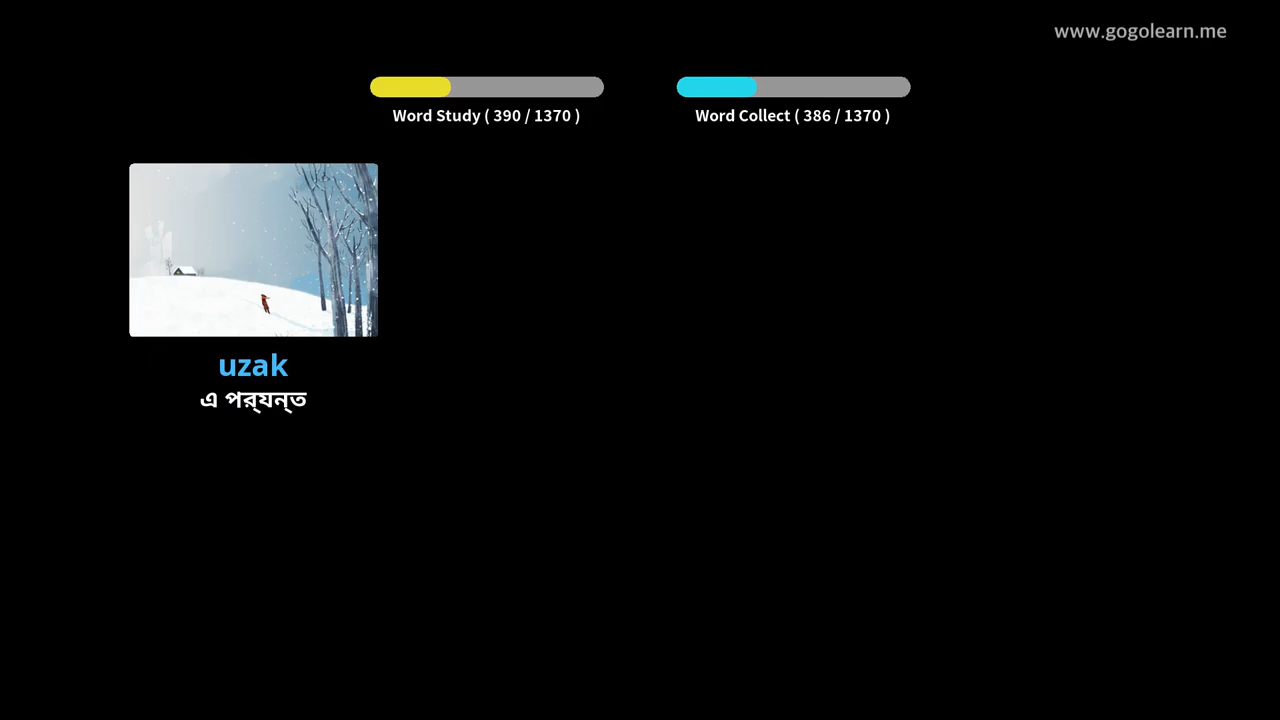 www.gogolearn.me
Word Study ( 390 / 1370 )
Word Collect ( 386 / 1370 )
uzak
এ পর্যন্ত